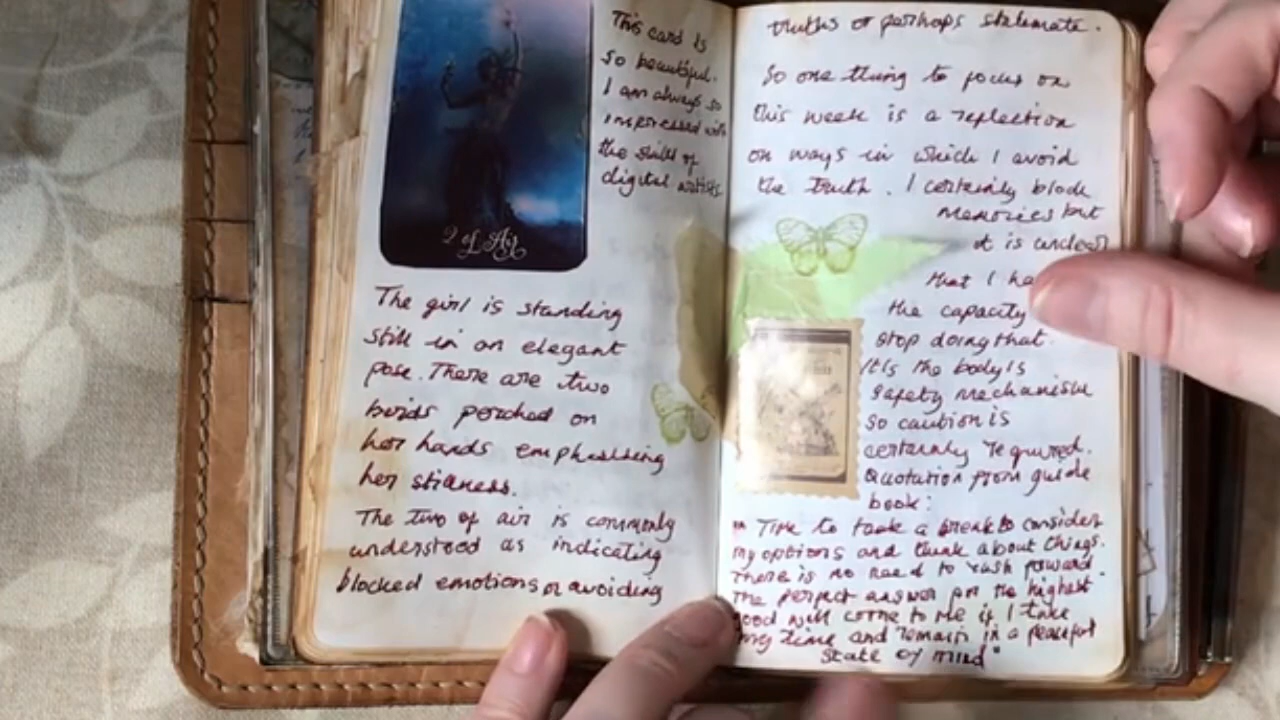 2 of Air
This card is
so beautiful.
I am always so
impressed with
the skill of
digital artists
The girl is standing
still in an elegant
pose. There are two
birds perched on
her hands emphasising
her stillness.
The two of air is commonly
understood as indicating
blocked emotions or avoiding
truths or perhaps stalemate.
So one thing to focus on
this week is a reflection
on ways in which I avoid
the truth. I certainly block
memories but
it is unclear
that I ha
the capacity
stop doing that.
It is the body's
safety mechanism
so caution is
certainly required.
Quotation from guide
book:
" Time to take a break to consider
my options and think about things.
There is no need to rush forward.
The perfect answer for the highest
good will come to me if I take
my time and remain in a peaceful
state of mind"